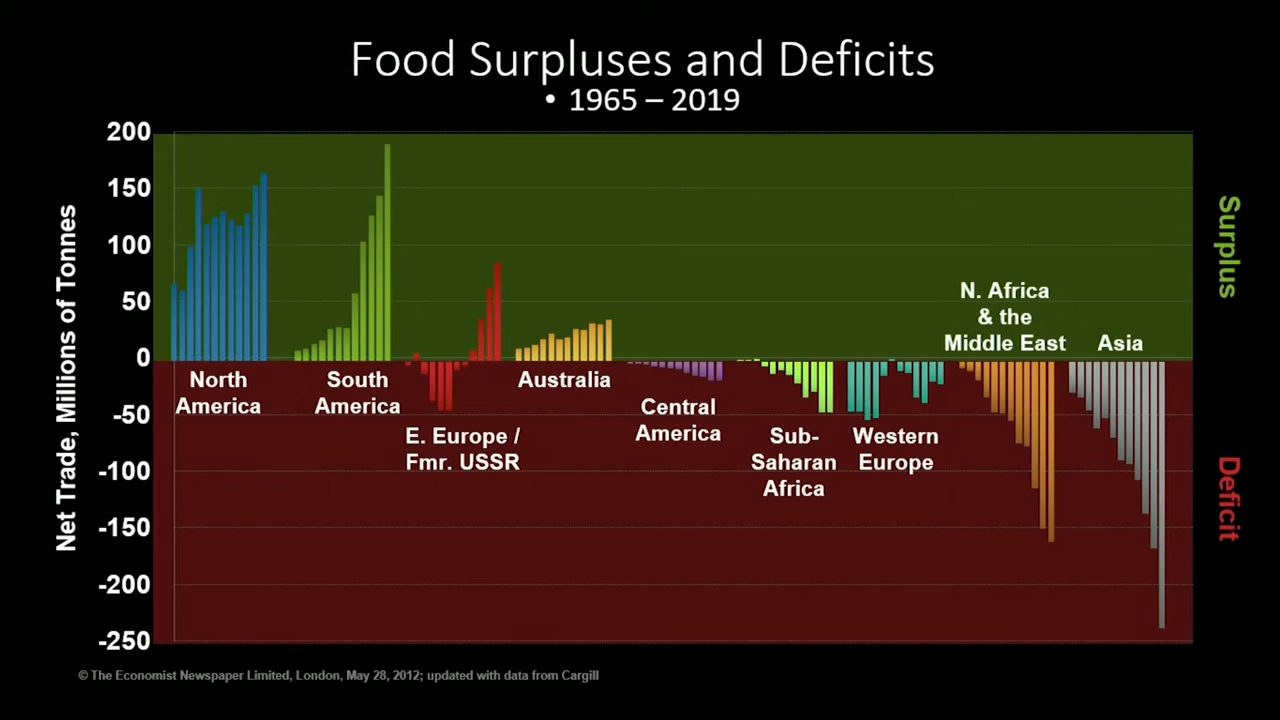 Food Surpluses and Deficits
• 1965 – 2019
200
150
100
50
0
-50
-100
-150
-200
-250
Net Trade, Millions of Tonnes
North
America
South
America
E. Europe /
Fmr. USSR
Australia
Central
America
Sub-
Saharan
Africa
Western
Europe
N. Africa
& the
Middle East
Asia
Surplus
Deficit
© The Economist Newspaper Limited, London, May 28, 2012; updated with data from Cargill